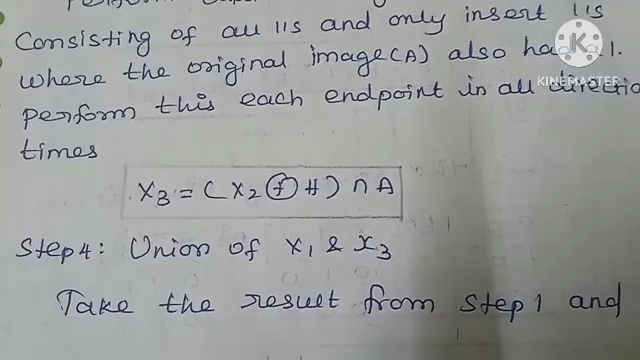 Consisting of all 1's and only insert 1's
where the original image(A) also had a 1.
perform this each endpoint in all
times
X3 = (X2 ⊕ H) ∩ A
Step4: Union of X1 & X3
Take the result from step 1 and
KINEMASTER